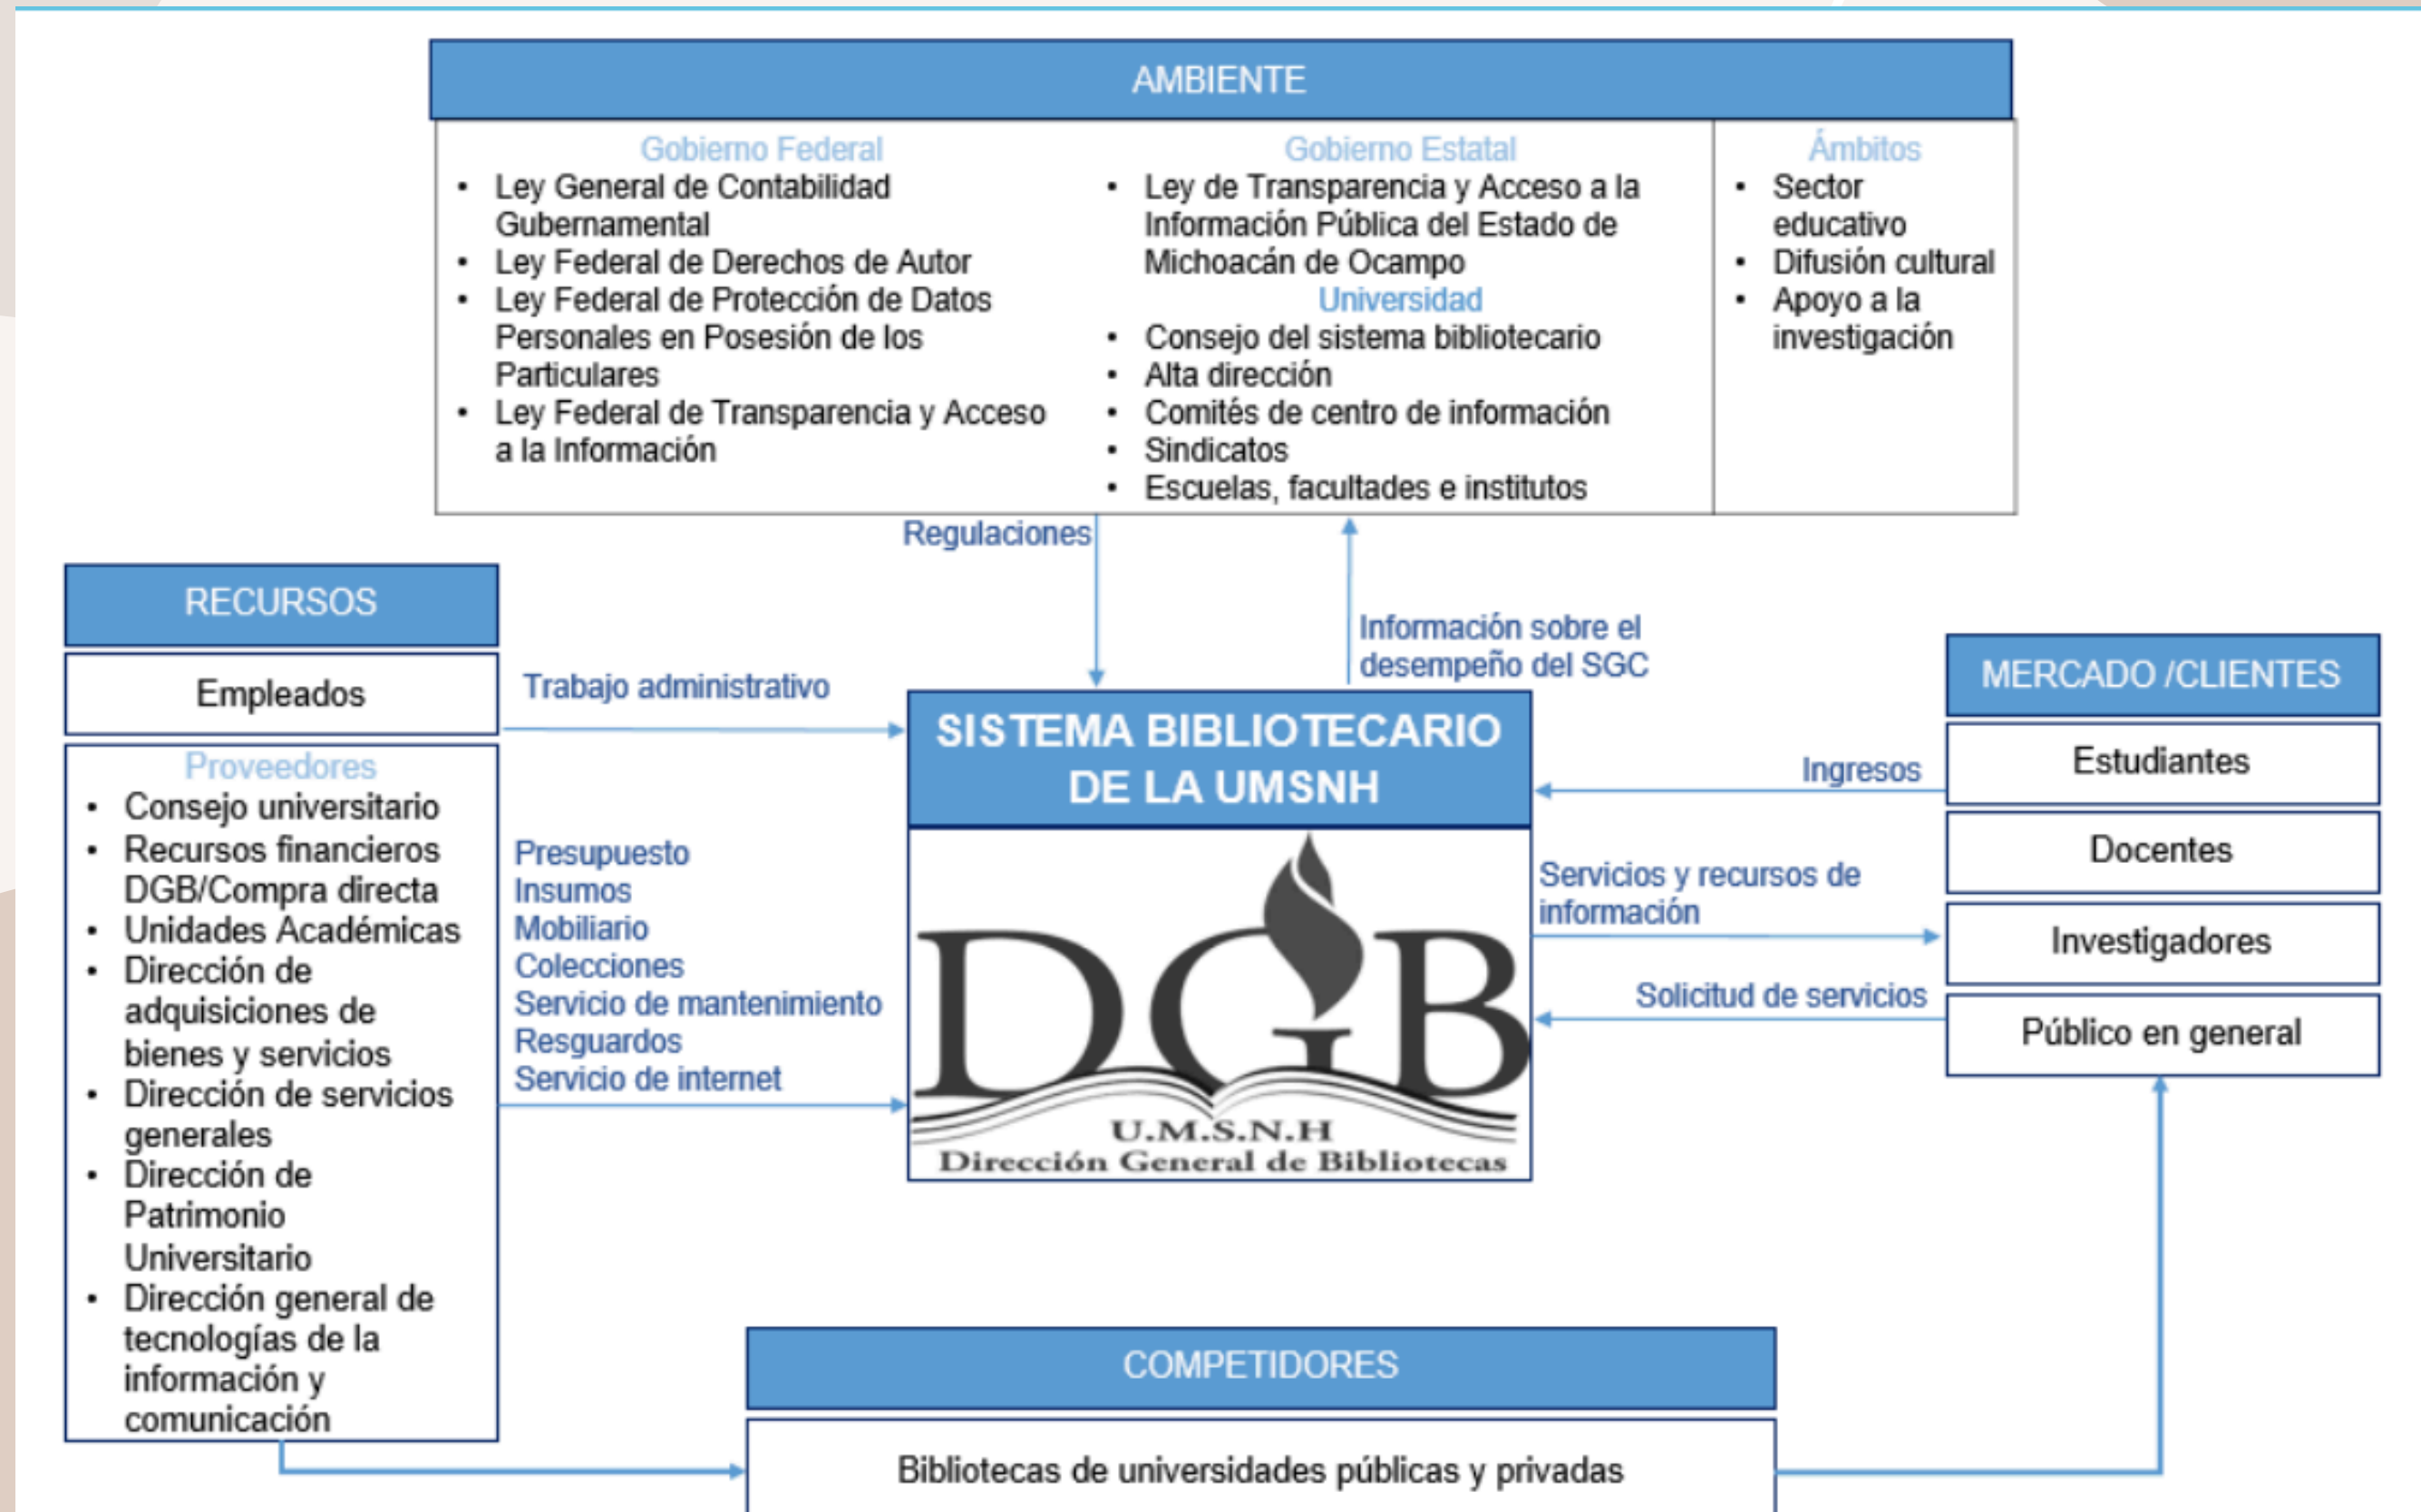 AMBIENTE
Gobierno Federal
• Ley General de Contabilidad
Gubernamental
• Ley Federal de Derechos de Autor
• Ley Federal de Protección de Datos
Personales en Posesión de los
Particulares
• Ley Federal de Transparencia y Acceso
a la Información
Gobierno Estatal
• Ley de Transparencia y Acceso a la
Información Pública del Estado de
Michoacán de Ocampo
Universidad
• Consejo del sistema bibliotecario
• Alta dirección
• Comités de centro de información
• Sindicatos
• Escuelas, facultades e institutos
Ámbitos
• Sector
educativo
• Difusión cultural
• Apoyo a la
investigación
Regulaciones
Información sobre el
desempeño del SGC
RECURSOS
Empleados
Proveedores
• Consejo universitario
• Recursos financieros
DGB/Compra directa
• Unidades Académicas
• Dirección de
adquisiciones de
bienes y servicios
• Dirección de servicios
generales
• Dirección de
Patrimonio
Universitario
• Dirección general de
tecnologías de la
información y
comunicación
Trabajo administrativo
Presupuesto
Insumos
Mobiliario
Colecciones
Servicio de mantenimiento
Resguardos
Servicio de internet
SISTEMA BIBLIOTECARIO
DE LA UMSNH
DGB
U.M.S.N.H
Dirección General de Bibliotecas
Ingresos
Servicios y recursos de
información
Solicitud de servicios
MERCADO /CLIENTES
Estudiantes
Docentes
Investigadores
Público en general
COMPETIDORES
Bibliotecas de universidades públicas y privadas